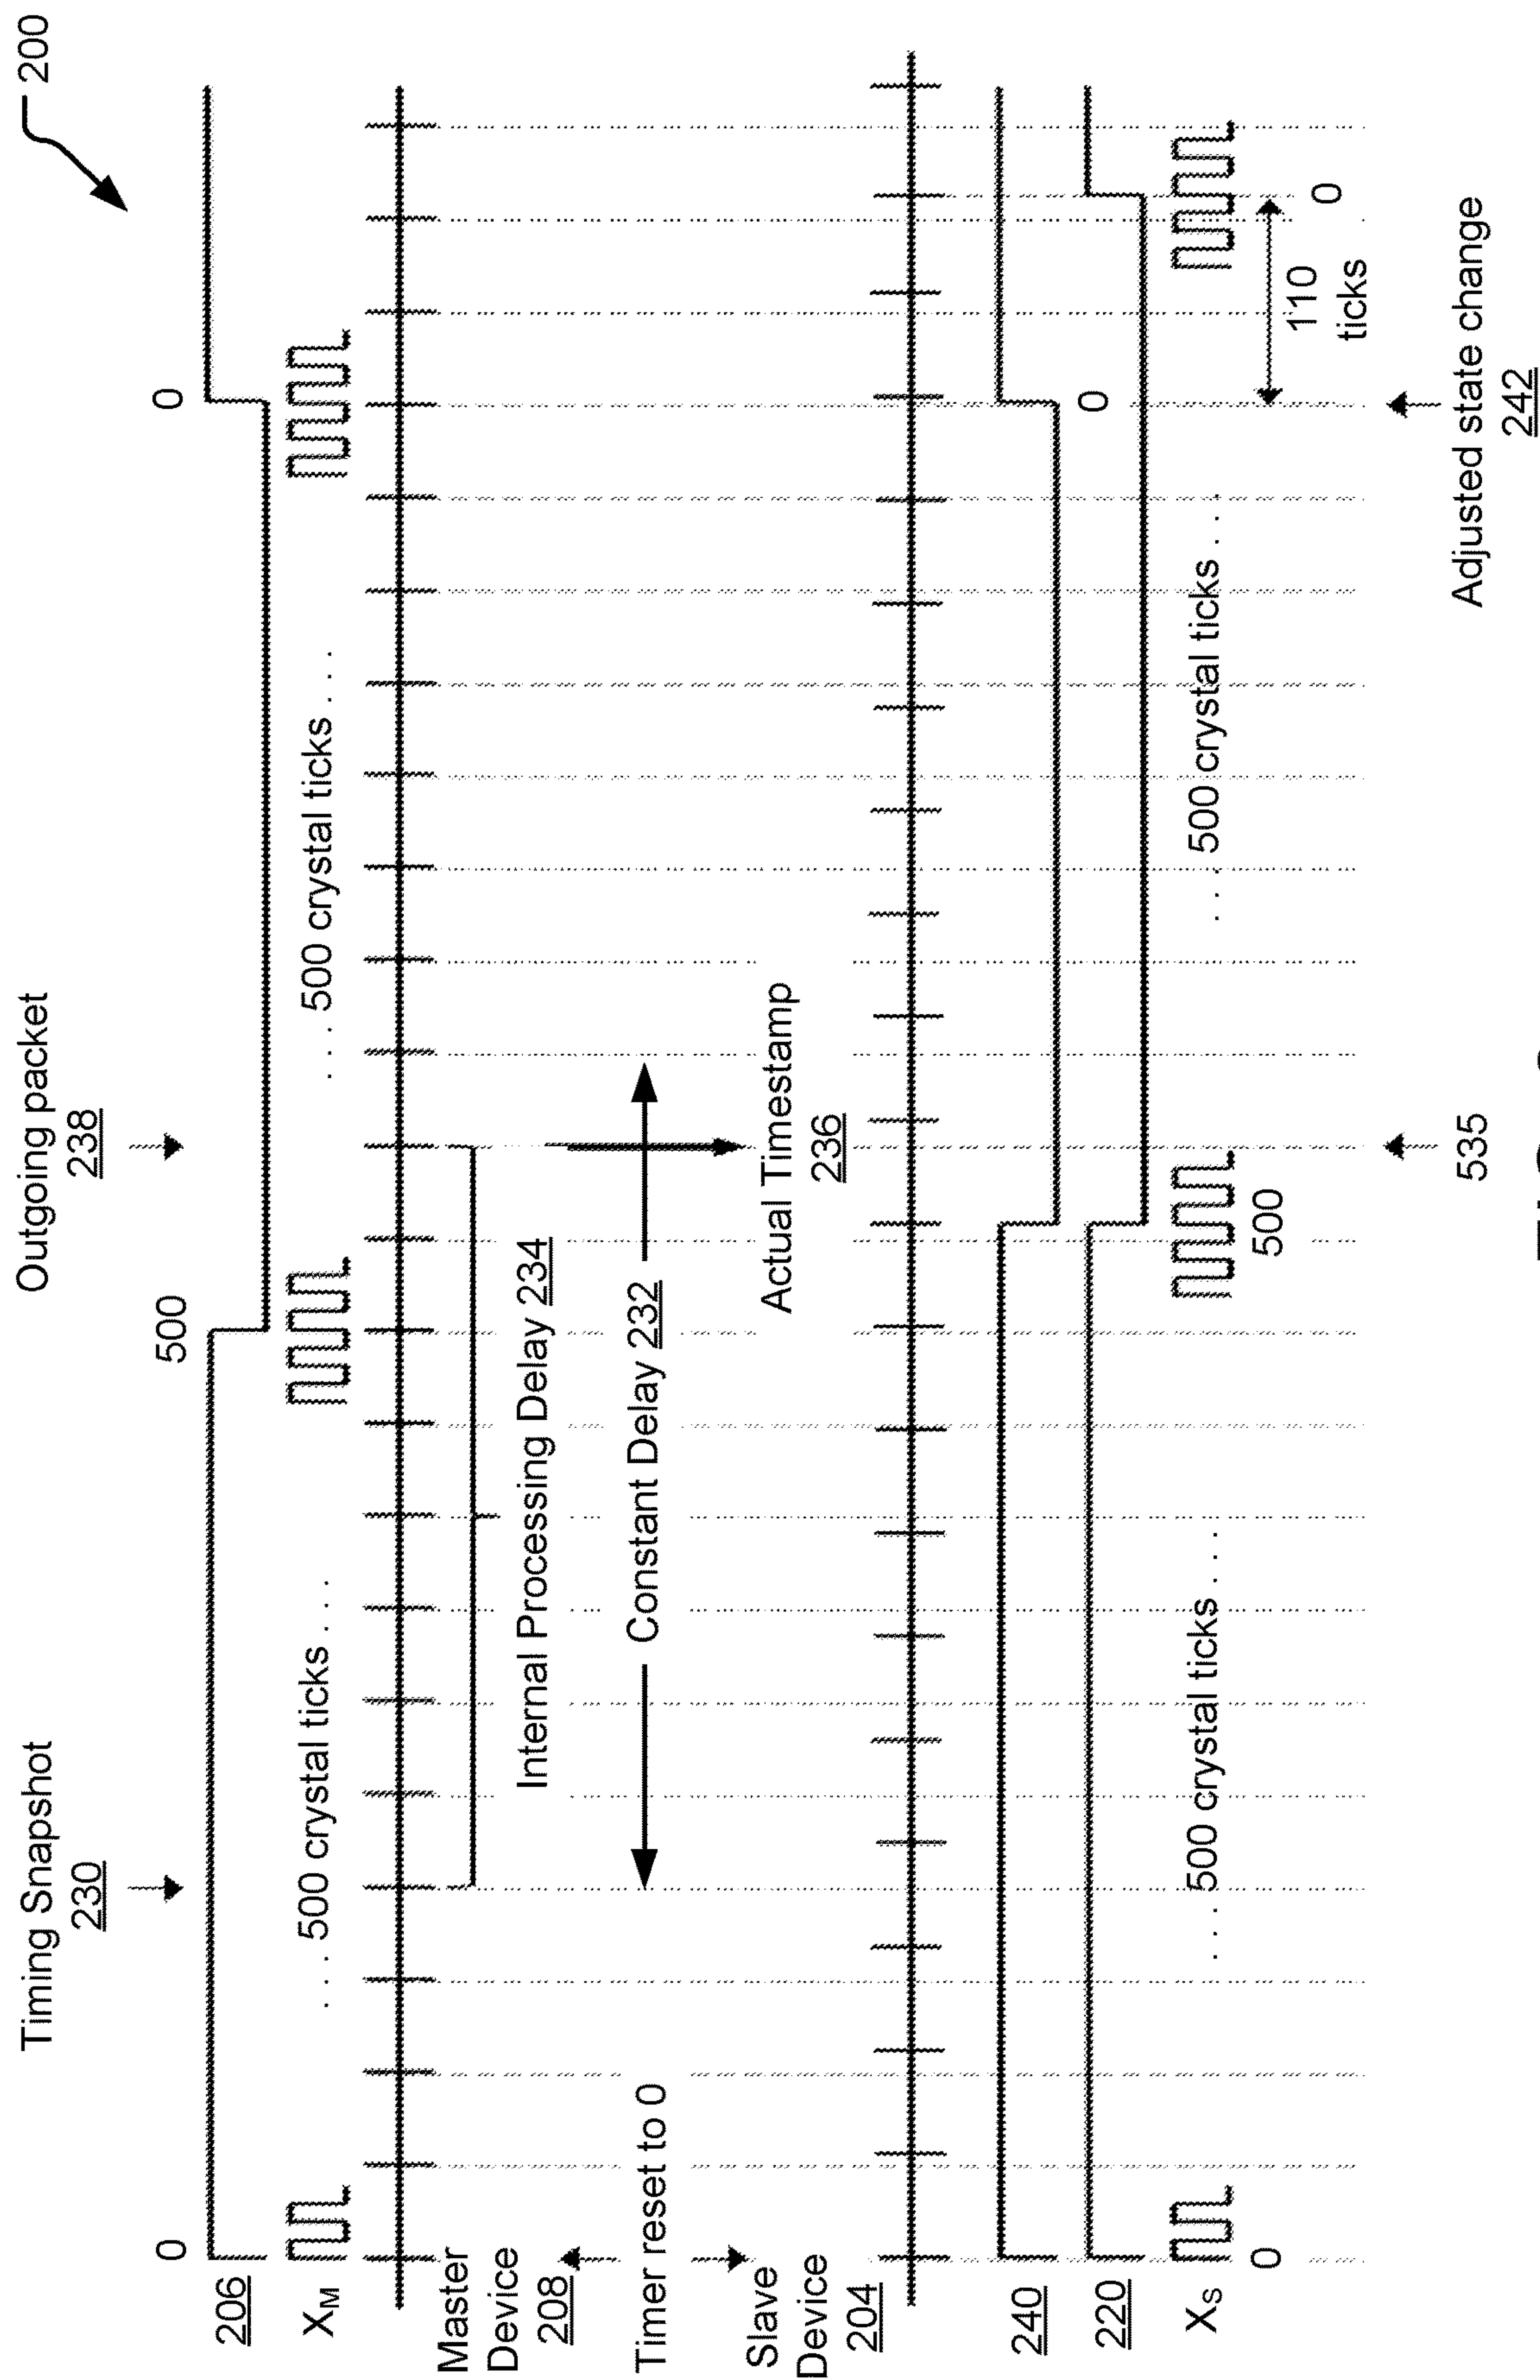 200
Timing Snapshot
230
Outgoing packet
238
0
500
0
206
X_M
. . . 500 crystal ticks . . .
. . . 500 crystal ticks . . .
Master
Device
208
Internal Processing Delay 234
Timer reset to 0
Constant Delay 232
Actual Timestamp
236
Slave
Device
204
240
0
220
X_S
. . . 500 crystal ticks . . .
. . . 500 crystal ticks . . .
0
500
110
ticks
0
535
Adjusted state change
242